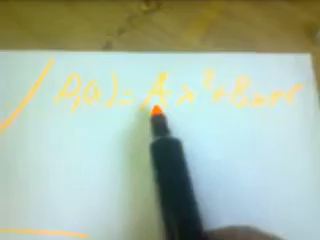 P(x) = Ax² + Bx + c